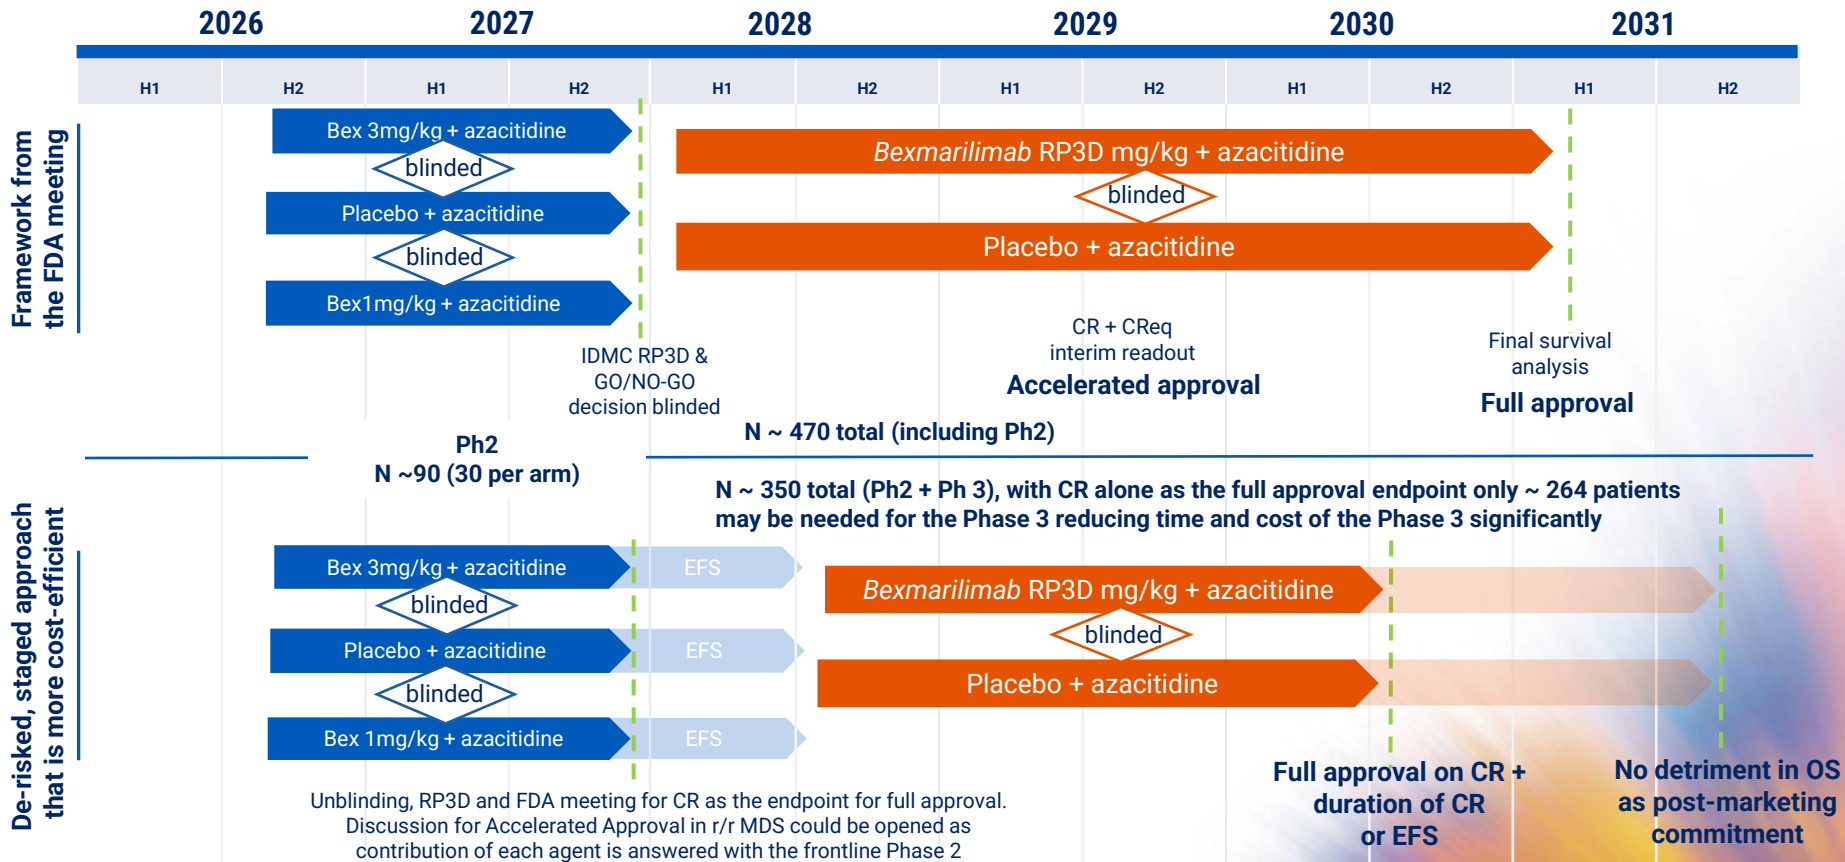 2026 2027 2028 2029 2030 2031
H1 H2 H1 H2 H1 H2 H1 H2 H1 H2 H1 H2
Framework from
the FDA meeting
Bex 3mg/kg + azacitidine
blinded
Placebo + azacitidine
blinded
Bex1mg/kg + azacitidine
Bexmarilimab RP3D mg/kg + azacitidine
blinded
Placebo + azacitidine
IDMC RP3D &
GO/NO-GO
decision blinded
CR + CReq
interim readout
Accelerated approval
Final survival
analysis
Full approval
Ph2
N ~90 (30 per arm)
N ~ 470 total (including Ph2)
De-risked, staged approach
that is more cost-efficient
N ~ 350 total (Ph2 + Ph 3), with CR alone as the full approval endpoint only ~ 264 patients
may be needed for the Phase 3 reducing time and cost of the Phase 3 significantly
Bex 3mg/kg + azacitidine
EFS
blinded
Placebo + azacitidine
EFS
blinded
Bex 1mg/kg + azacitidine
EFS
Bexmarilimab RP3D mg/kg + azacitidine
blinded
Placebo + azacitidine
Unblinding, RP3D and FDA meeting for CR as the endpoint for full approval.
Discussion for Accelerated Approval in r/r MDS could be opened as
contribution of each agent is answered with the frontline Phase 2
Full approval on CR +
duration of CR
or EFS
No detriment in OS
as post-marketing
commitment